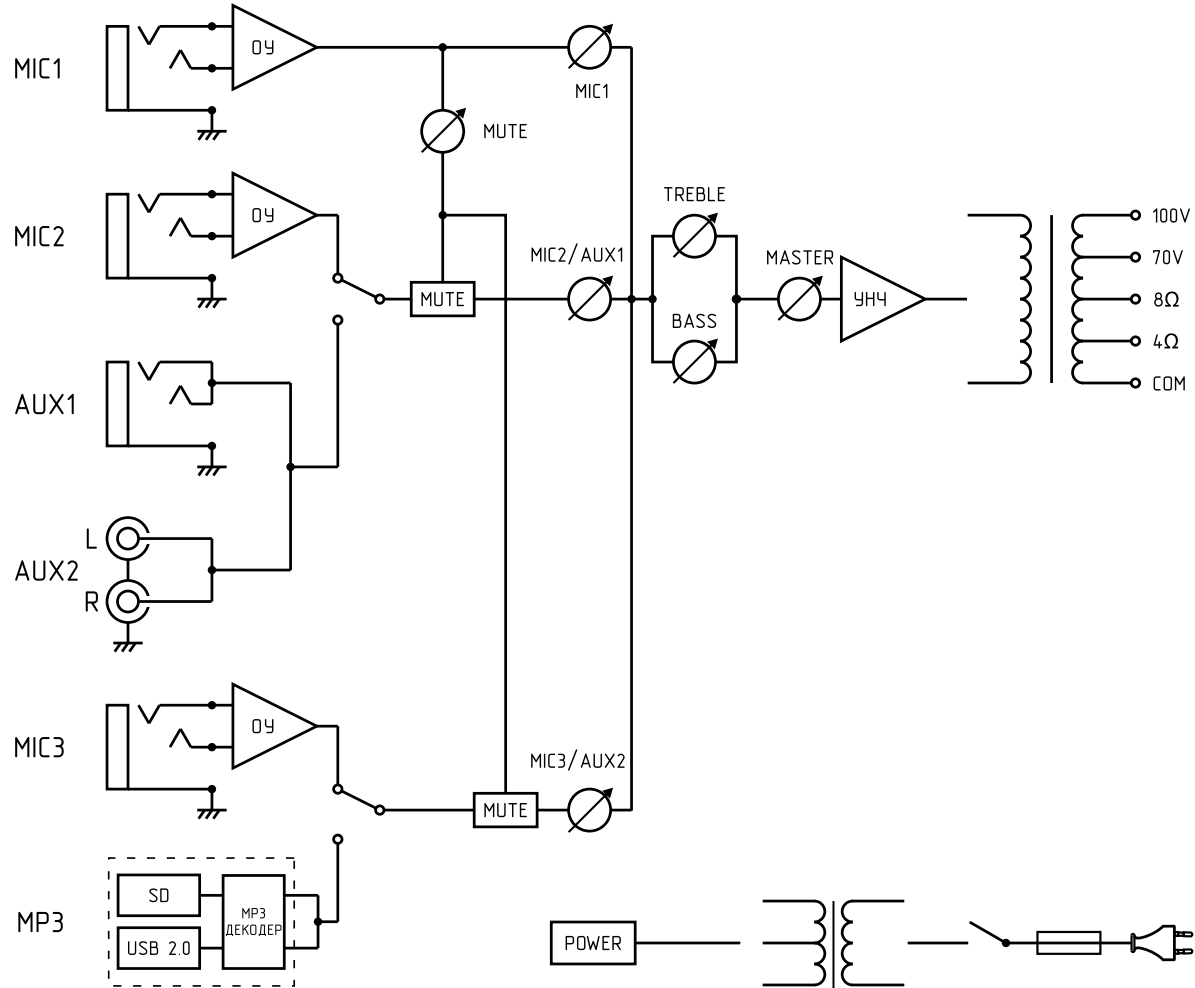 MIC1
ОУ
MIC1
MUTE
MIC2
ОУ
TREBLE
MIC2/AUX1
MUTE
BASS
MASTER
УНЧ
100V
70V
8Ω
4Ω
COM
AUX1
L
AUX2
R
MIC3
ОУ
MIC3/AUX2
MUTE
MP3
SD
USB 2.0
MP3
ДЕКОДЕР
POWER